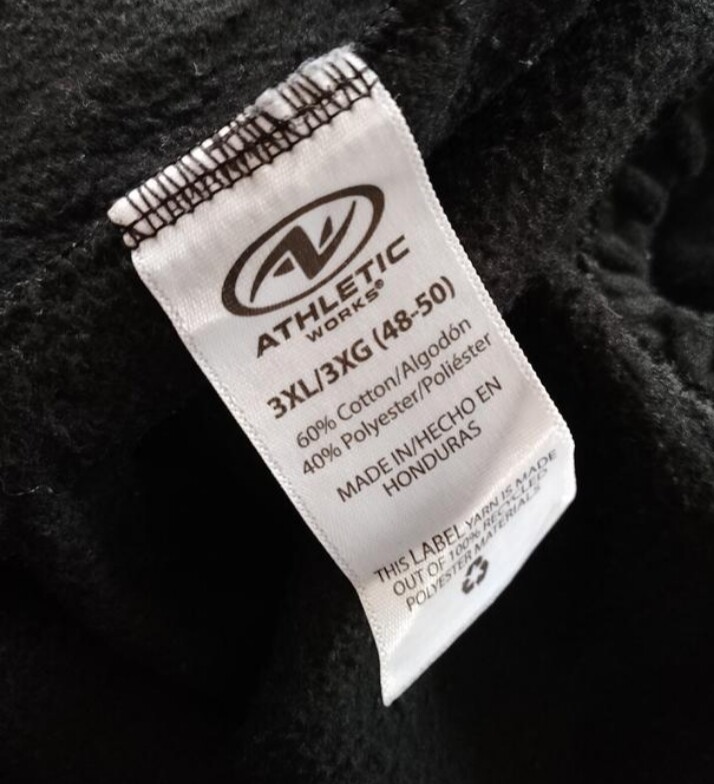 ATHLETIC
WORKS®
3XL/3XG (48-50)
60% Cotton/Algodón
40% Polyester/Poliéster
MADE IN/HECHO EN
HONDURAS
THIS LABEL YARN IS MADE
OUT OF 100% RECYCLED
POLYESTER MATERIALS